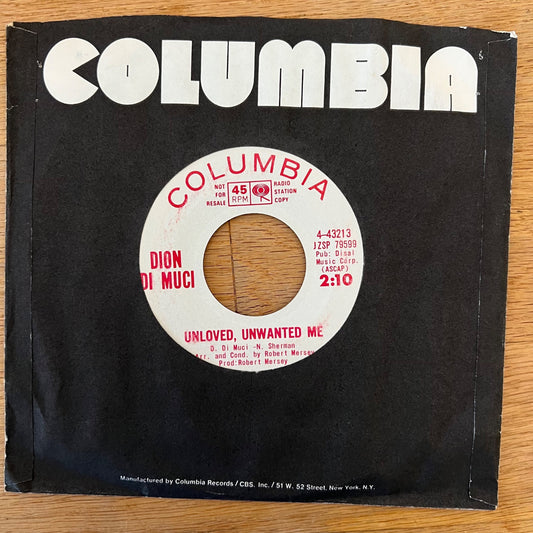 COLUMBIA
COLUMBIA
NOT
FOR
RESALE
45
RPM
RADIO
STATION
COPY
DION
DI MUCI
4-43213
JZSP 79599
Pub: Disal
Music Corp.
(ASCAP)
2:10
UNLOVED, UNWANTED ME
D. Di Muci -N. Sherman
Arr. and Cond. by Robert Mersey
Prod:Robert Mersey
Manufactured by Columbia Records / CBS, Inc. / 51 W. 52 Street, New York, N.Y.